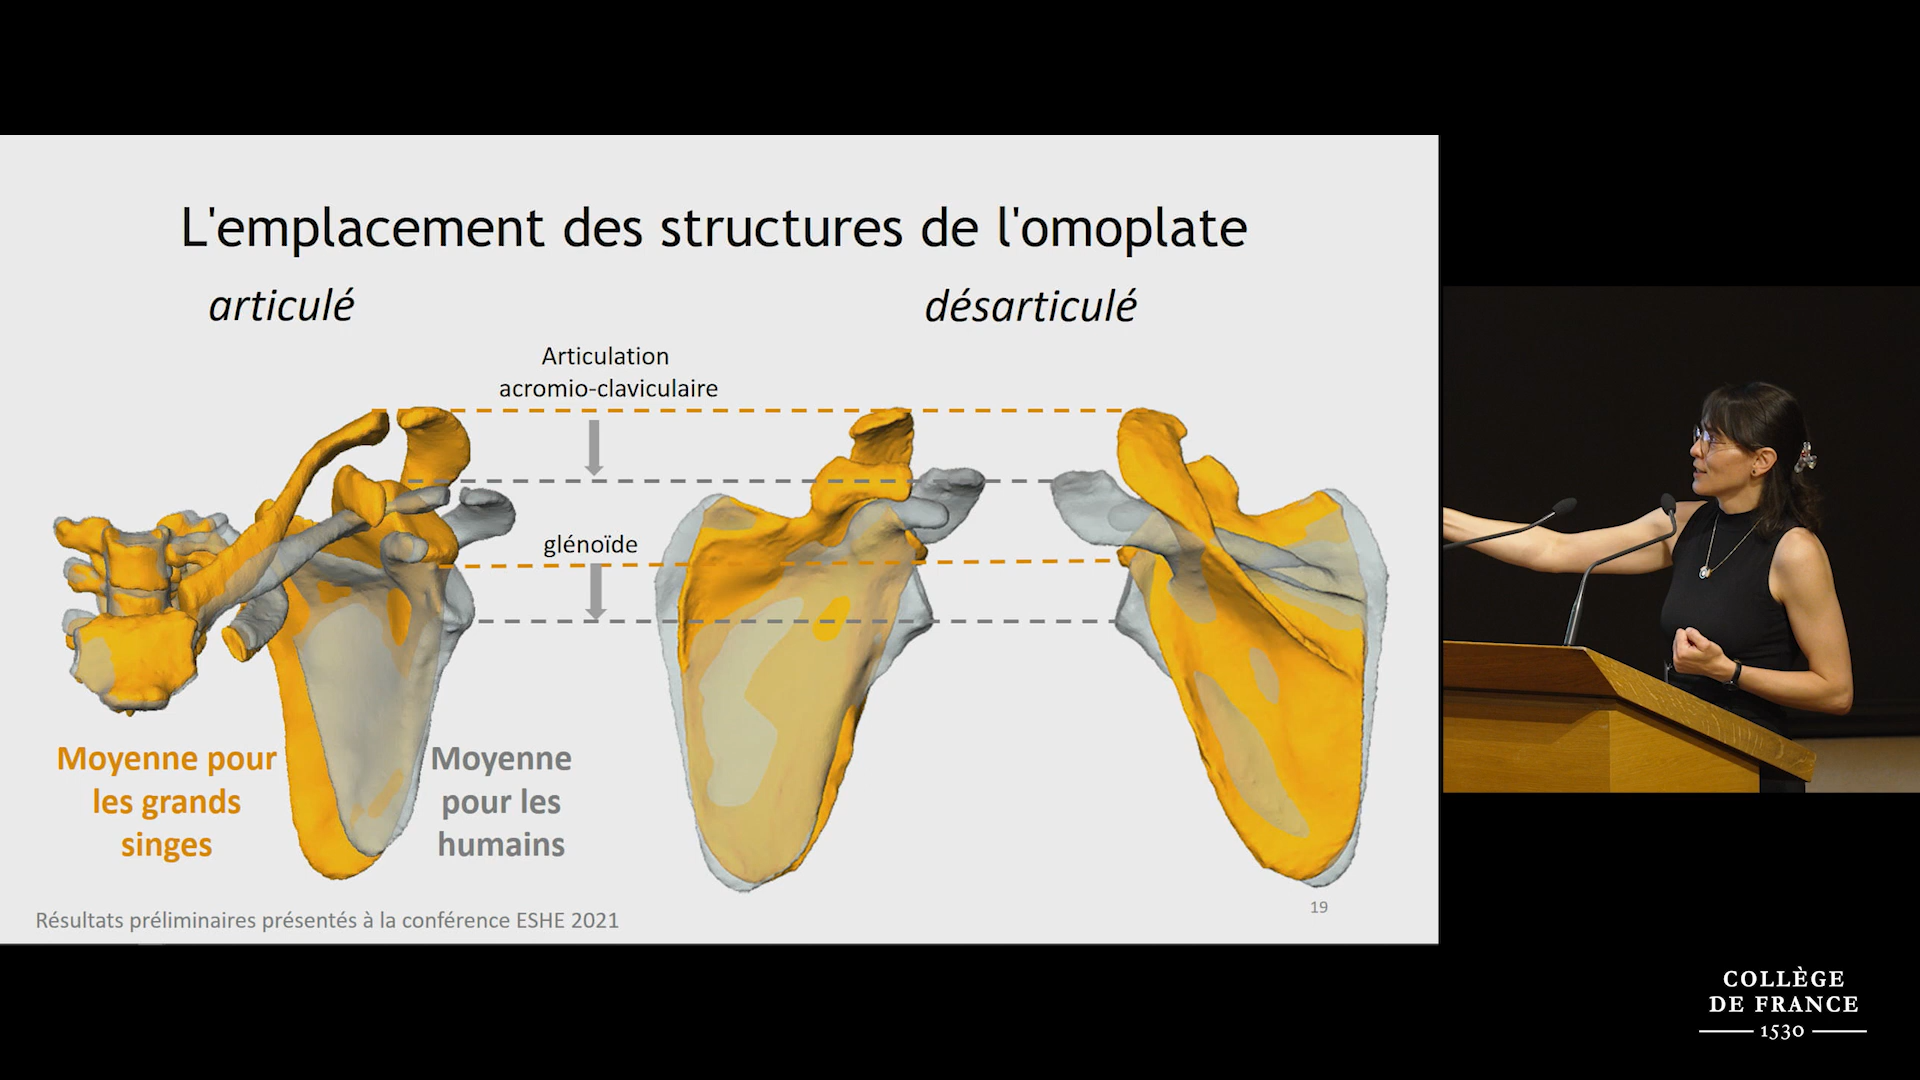 L'emplacement des structures de l'omoplate
articulé
désarticulé
Articulation
acromio-claviculaire
glénoïde
Moyenne pour
les grands
singes
Moyenne
pour les
humains
Résultats préliminaires présentés à la conférence ESHE 2021
19
COLLÈGE
DE FRANCE
1530